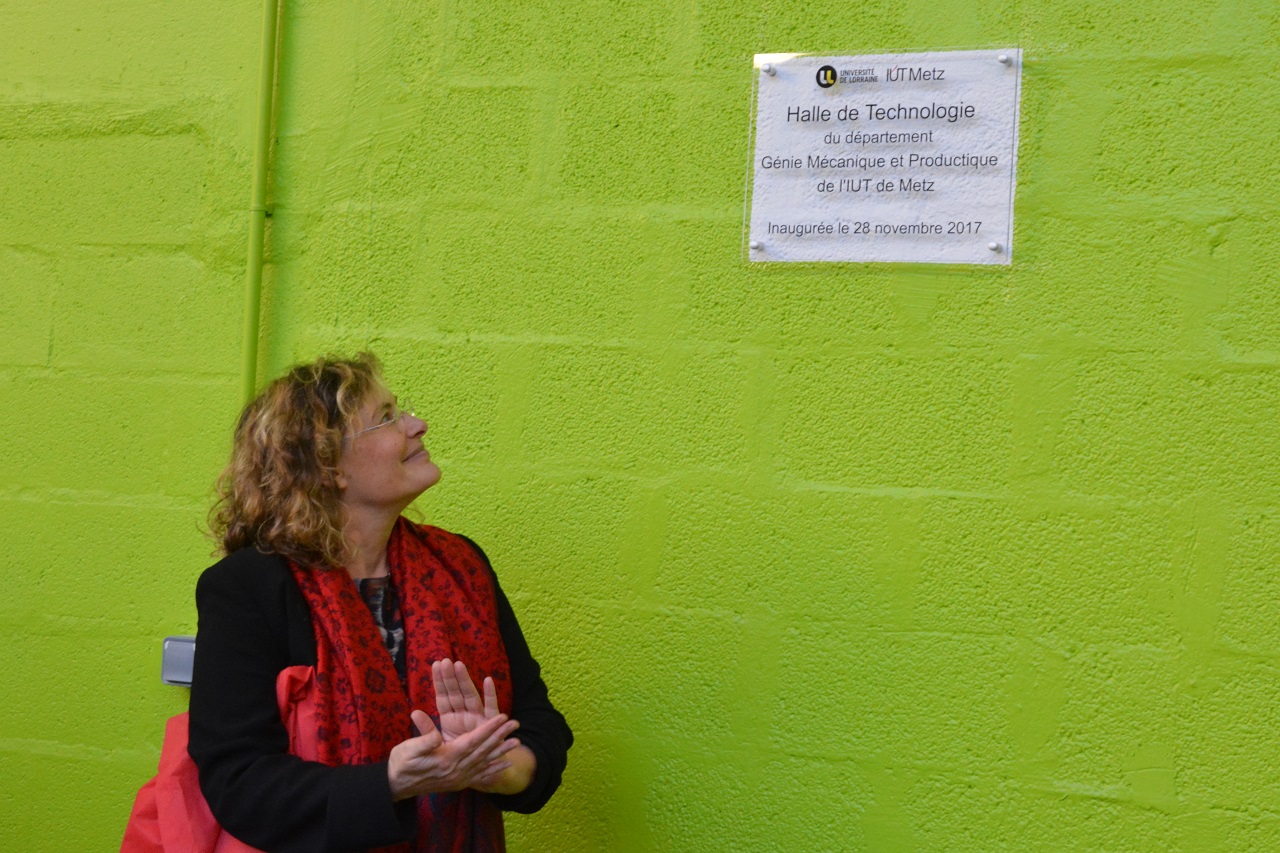 UNIVERSITÉ
DE LORRAINE
IUT Metz
Halle de Technologie
du département
Génie Mécanique et Productique
de l'IUT de Metz
Inaugurée le 28 novembre 2017